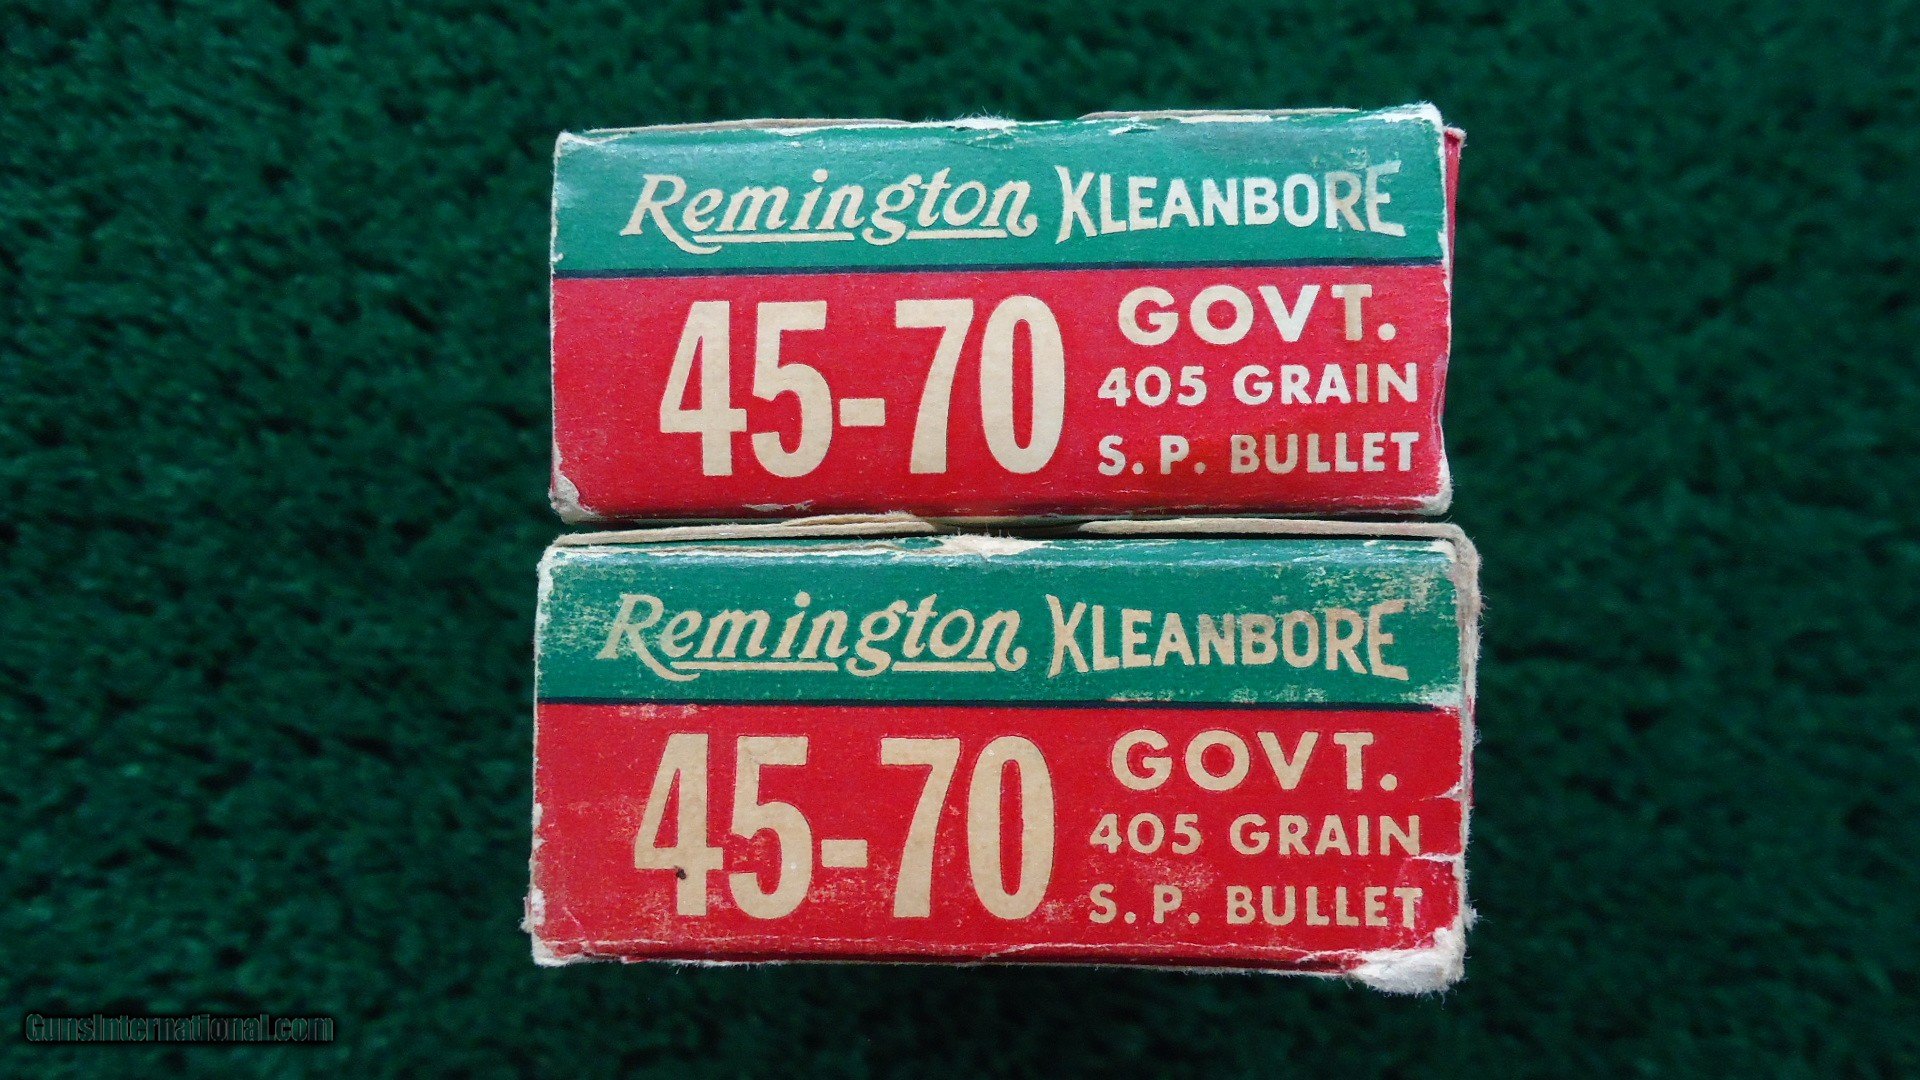 Remington KLEANBORE
45-70
GOVT.
405 GRAIN
S.P. BULLET
Remington KLEANBORE
45-70
GOVT.
405 GRAIN
S.P. BULLET
GunsInternational.com